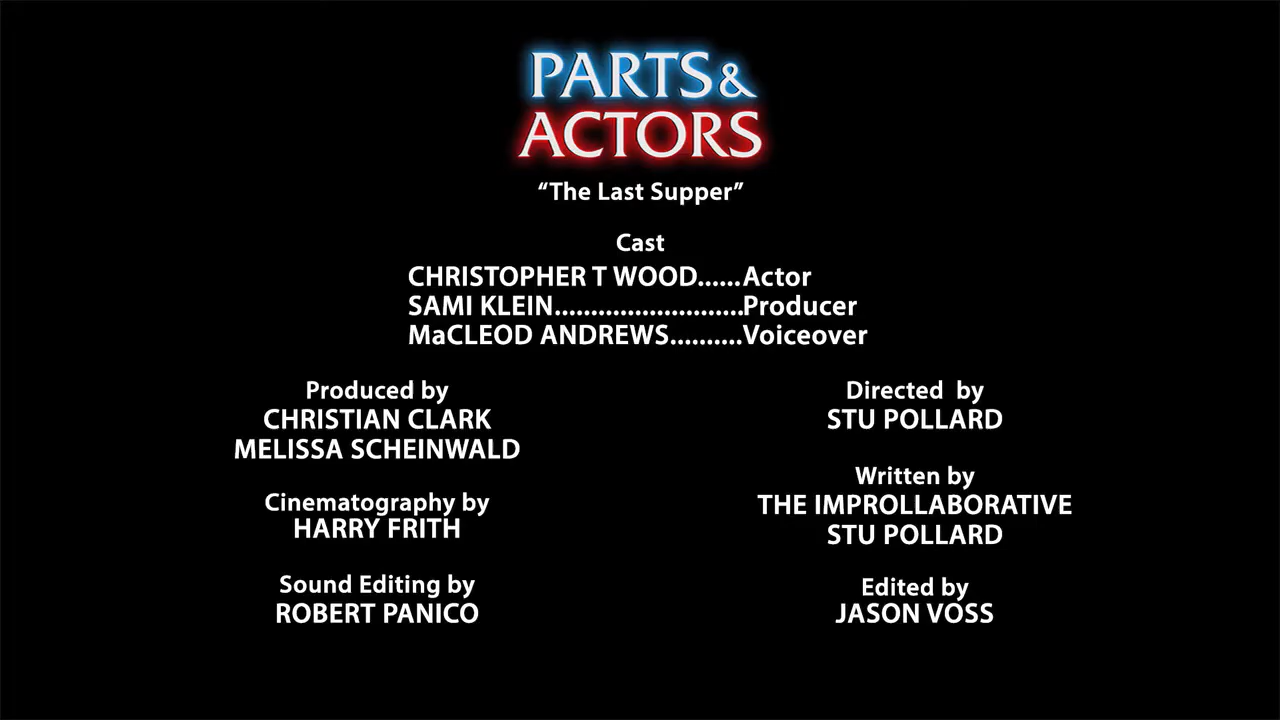 PARTS &
ACTORS
“The Last Supper”
Cast
CHRISTOPHER T WOOD......Actor
SAMI KLEIN..........................Producer
MaCLEOD ANDREWS..........Voiceover
Produced by
CHRISTIAN CLARK
MELISSA SCHEINWALD
Cinematography by
HARRY FRITH
Sound Editing by
ROBERT PANICO
Directed by
STU POLLARD
Written by
THE IMPROLLABORATIVE
STU POLLARD
Edited by
JASON VOSS